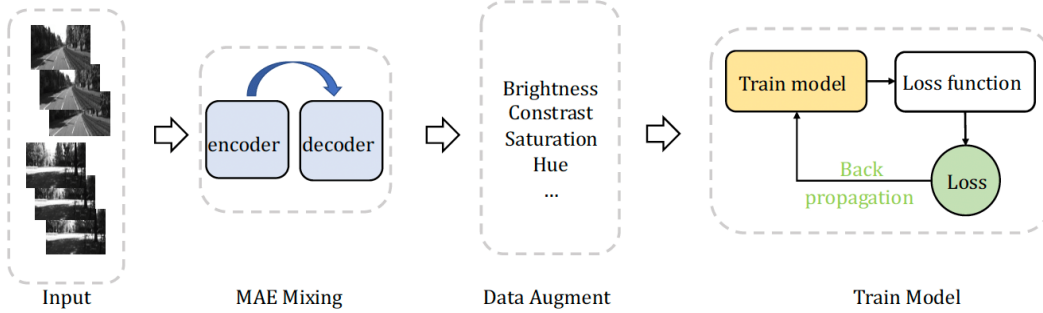 encoder
decoder
Brightness
Constrast
Saturation
Hue
...
Train model
Loss function
Back
propagation
Loss
Input
MAE Mixing
Data Augment
Train Model